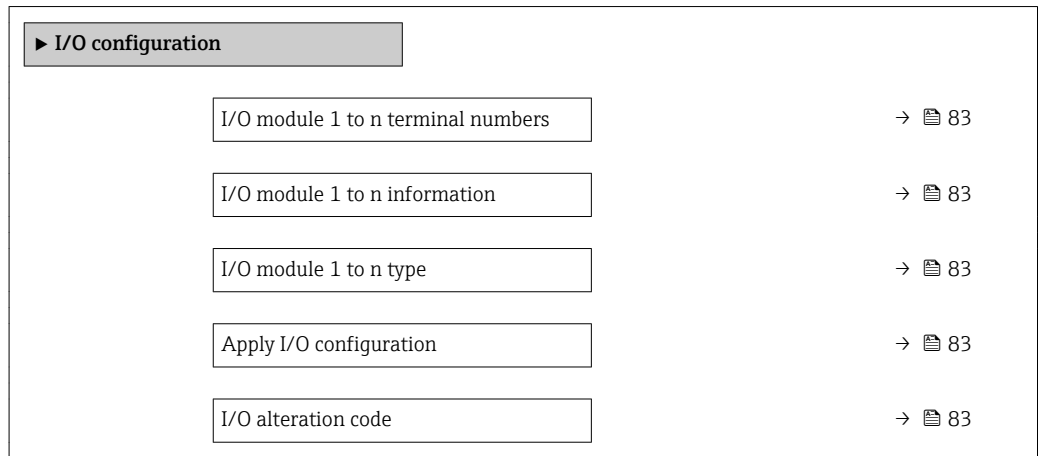 ► I/O configuration
I/O module 1 to n terminal numbers → 83
I/O module 1 to n information → 83
I/O module 1 to n type → 83
Apply I/O configuration → 83
I/O alteration code → 83